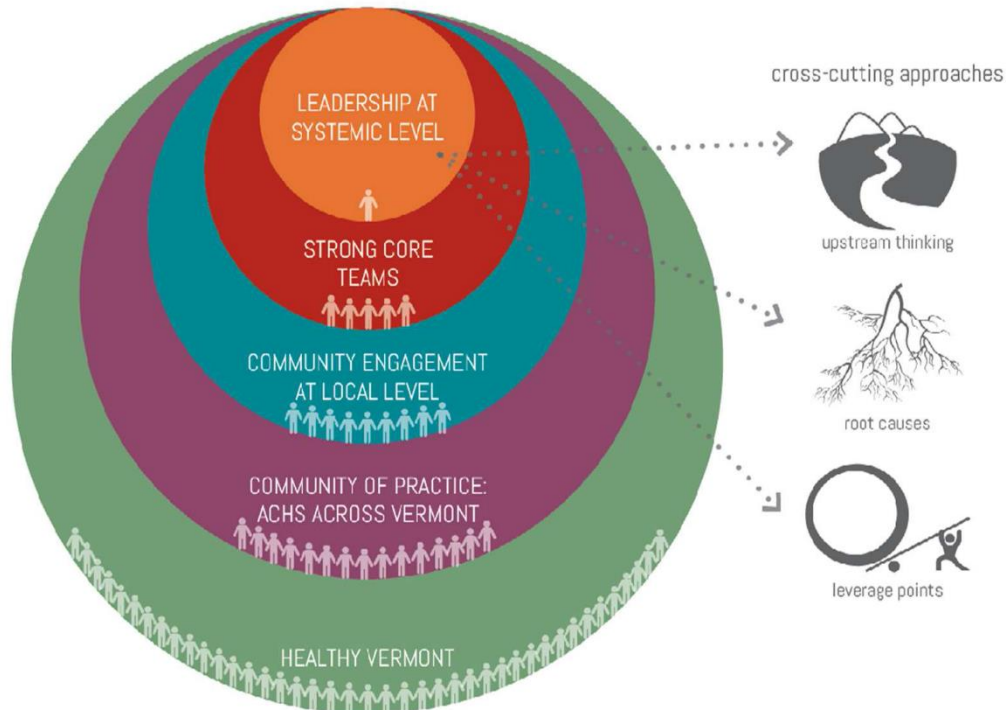 LEADERSHIP AT
SYSTEMIC LEVEL
STRONG CORE
TEAMS
COMMUNITY ENGAGEMENT
AT LOCAL LEVEL
COMMUNITY OF PRACTICE:
ACHS ACROSS VERMONT
HEALTHY VERMONT
cross-cutting approaches
upstream thinking
root causes
leverage points